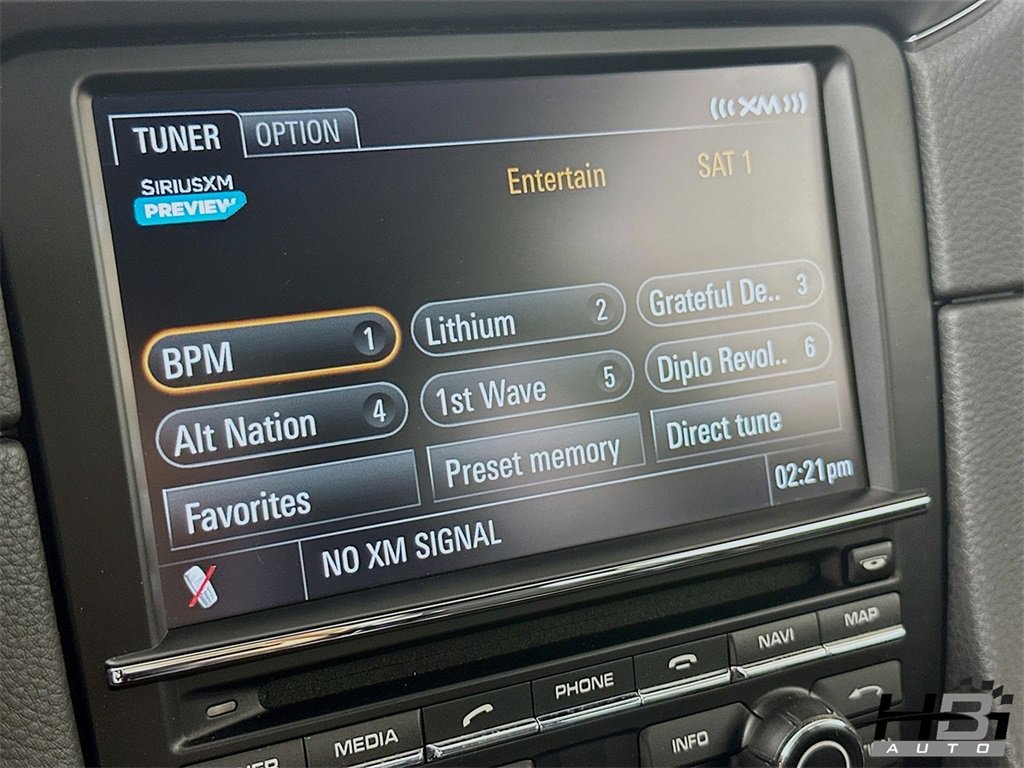 TUNER OPTION
(((XM)))
SIRIUSXM
PREVIEW
Entertain SAT 1
BPM 1 Lithium 2 Grateful De.. 3
Alt Nation 4 1st Wave 5 Diplo Revol.. 6
Favorites Preset memory Direct tune
NO XM SIGNAL 02:21pm
MEDIA PHONE NAVI MAP
INFO
HBI
AUTO